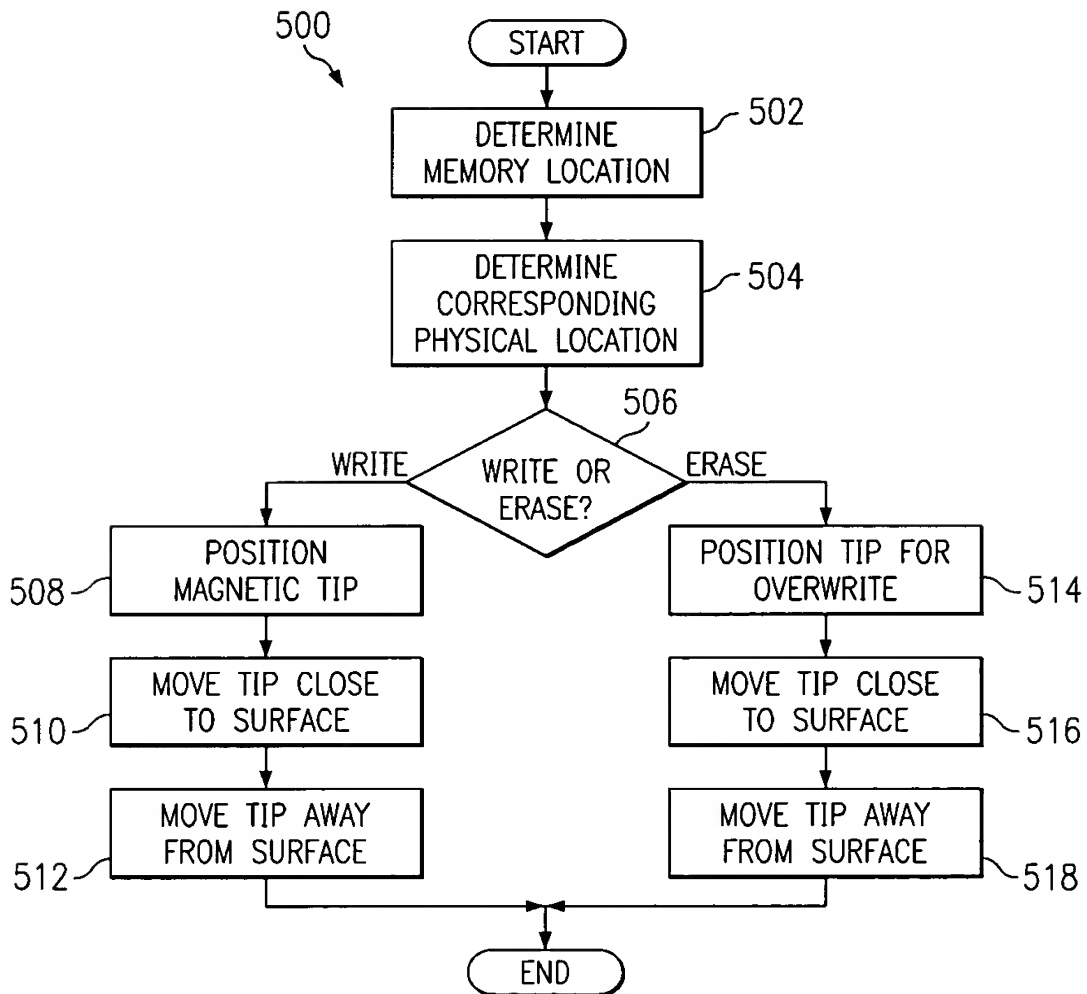 500
START
502
DETERMINE
MEMORY LOCATION
504
DETERMINE
CORRESPONDING
PHYSICAL LOCATION
506
WRITE
WRITE OR
ERASE?
ERASE
508
POSITION
MAGNETIC TIP
POSITION TIP FOR
OVERWRITE
514
510
MOVE TIP CLOSE
TO SURFACE
MOVE TIP CLOSE
TO SURFACE
516
512
MOVE TIP AWAY
FROM SURFACE
MOVE TIP AWAY
FROM SURFACE
518
END